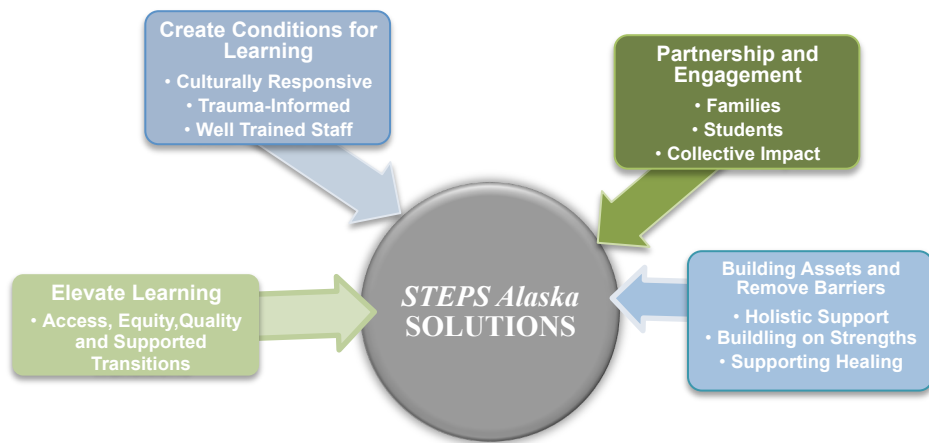 Create Conditions for
Learning
• Culturally Responsive
• Trauma-Informed
• Well Trained Staff
Partnership and
Engagement
• Families
• Students
• Collective Impact
Elevate Learning
• Access, Equity,Quality
and Supported
Transitions
STEPS Alaska
SOLUTIONS
Building Assets and
Remove Barriers
• Holistic Support
• Buildling on Strengths
• Supporting Healing